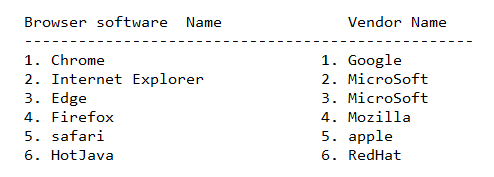 Browser software  Name              Vendor Name
--------------------------------------------------
1. Chrome                        1. Google
2. Internet Explorer             2. MicroSoft
3. Edge                          3. MicroSoft
4. Firefox                       4. Mozilla
5. safari                        5. apple
6. HotJava                       6. RedHat